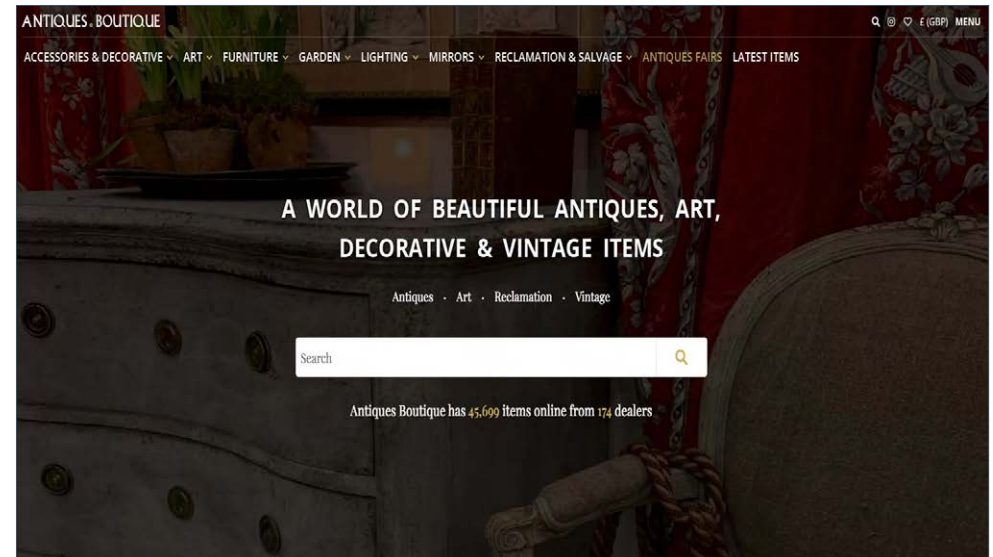 ANTIQUES.BOUTIQUE
£ (GBP) MENU
ACCESSORIES & DECORATIVE ART FURNITURE GARDEN LIGHTING MIRRORS RECLAMATION & SALVAGE ANTIQUES FAIRS LATEST ITEMS
A WORLD OF BEAUTIFUL ANTIQUES, ART,
DECORATIVE & VINTAGE ITEMS
Antiques · Art · Reclamation · Vintage
Search
Antiques Boutique has 45,699 items online from 174 dealers